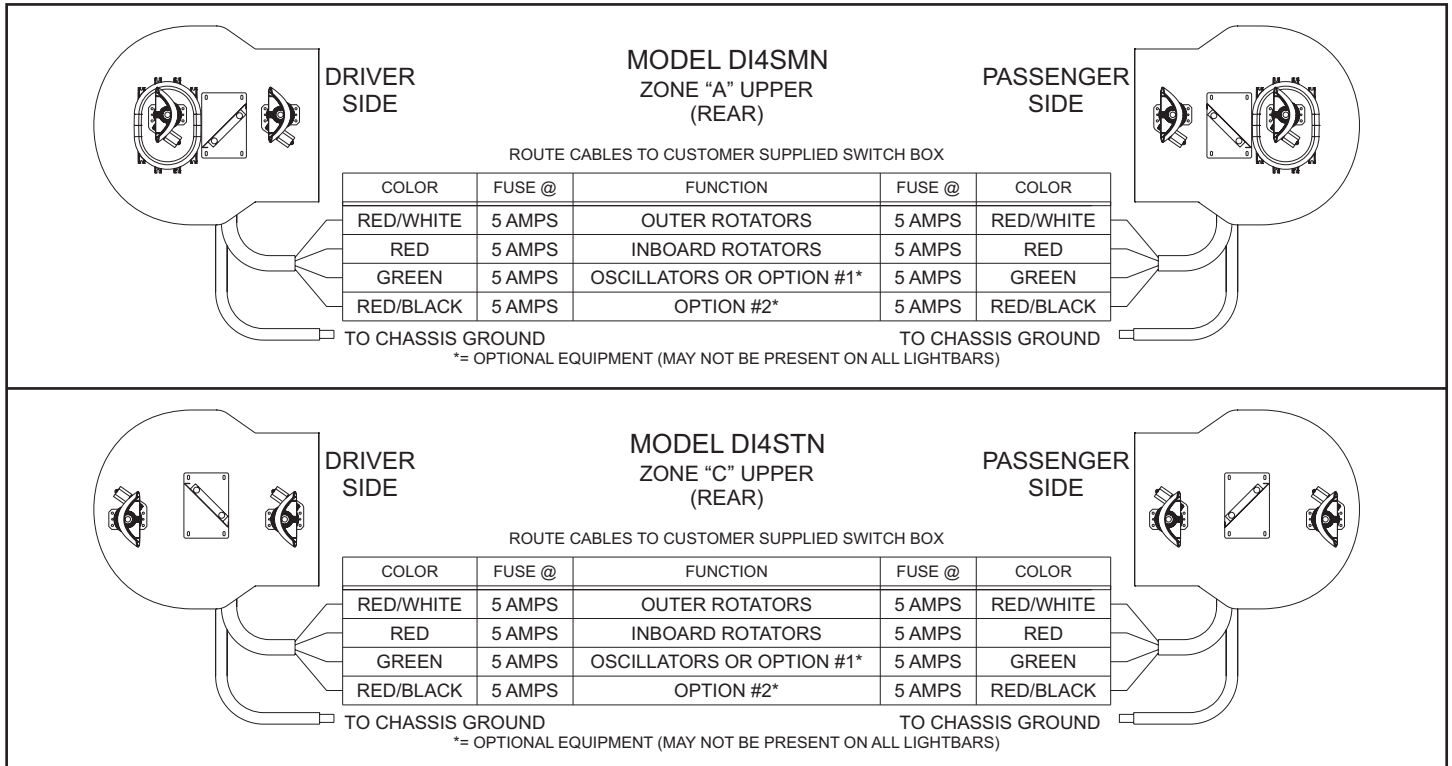 MODEL DI4SMN
ZONE “A” UPPER
(REAR)
DRIVER
SIDE
PASSENGER
SIDE
ROUTE CABLES TO CUSTOMER SUPPLIED SWITCH BOX
COLOR FUSE @ FUNCTION FUSE @ COLOR
RED/WHITE 5 AMPS OUTER ROTATORS 5 AMPS RED/WHITE
RED 5 AMPS INBOARD ROTATORS 5 AMPS RED
GREEN 5 AMPS OSCILLATORS OR OPTION #1* 5 AMPS GREEN
RED/BLACK 5 AMPS OPTION #2* 5 AMPS RED/BLACK
TO CHASSIS GROUND TO CHASSIS GROUND
*= OPTIONAL EQUIPMENT (MAY NOT BE PRESENT ON ALL LIGHTBARS)
MODEL DI4STN
ZONE “C” UPPER
(REAR)
DRIVER
SIDE
PASSENGER
SIDE
ROUTE CABLES TO CUSTOMER SUPPLIED SWITCH BOX
COLOR FUSE @ FUNCTION FUSE @ COLOR
RED/WHITE 5 AMPS OUTER ROTATORS 5 AMPS RED/WHITE
RED 5 AMPS INBOARD ROTATORS 5 AMPS RED
GREEN 5 AMPS OSCILLATORS OR OPTION #1* 5 AMPS GREEN
RED/BLACK 5 AMPS OPTION #2* 5 AMPS RED/BLACK
TO CHASSIS GROUND TO CHASSIS GROUND
*= OPTIONAL EQUIPMENT (MAY NOT BE PRESENT ON ALL LIGHTBARS)